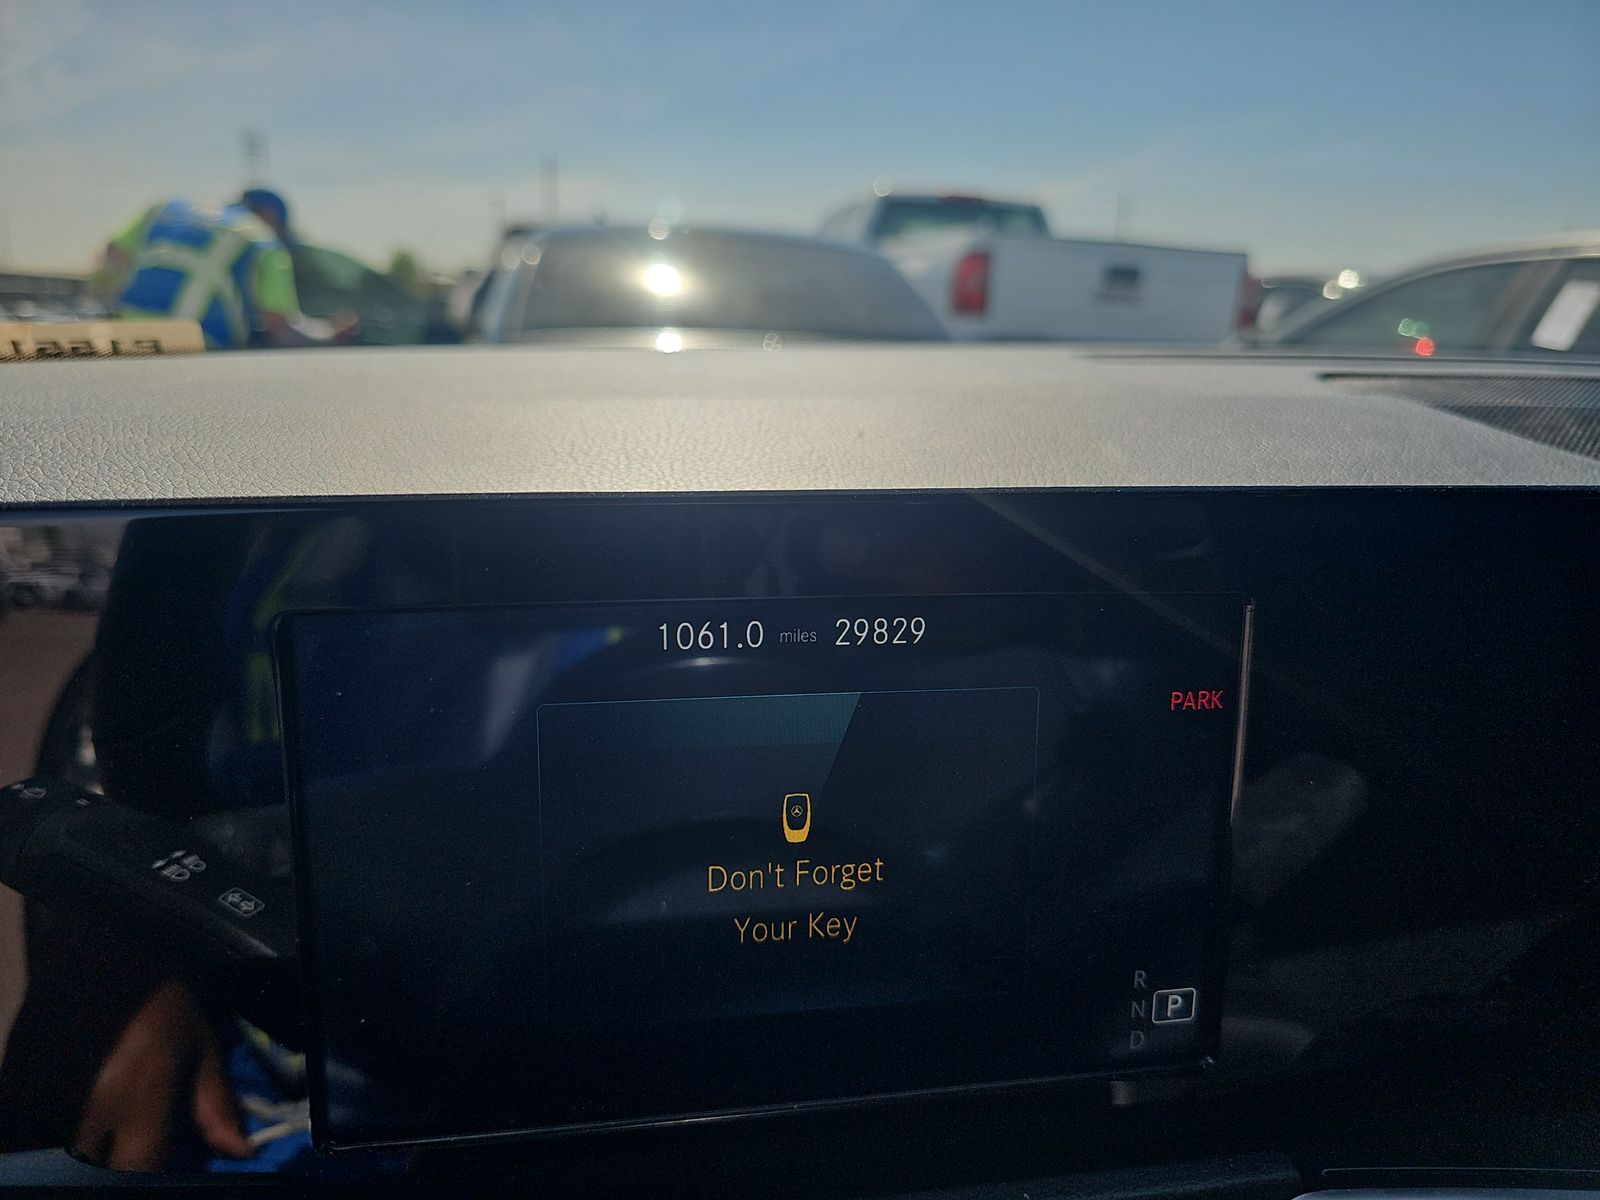 1061.0 miles 29829
PARK
Don't Forget
Your Key
R
N P
D